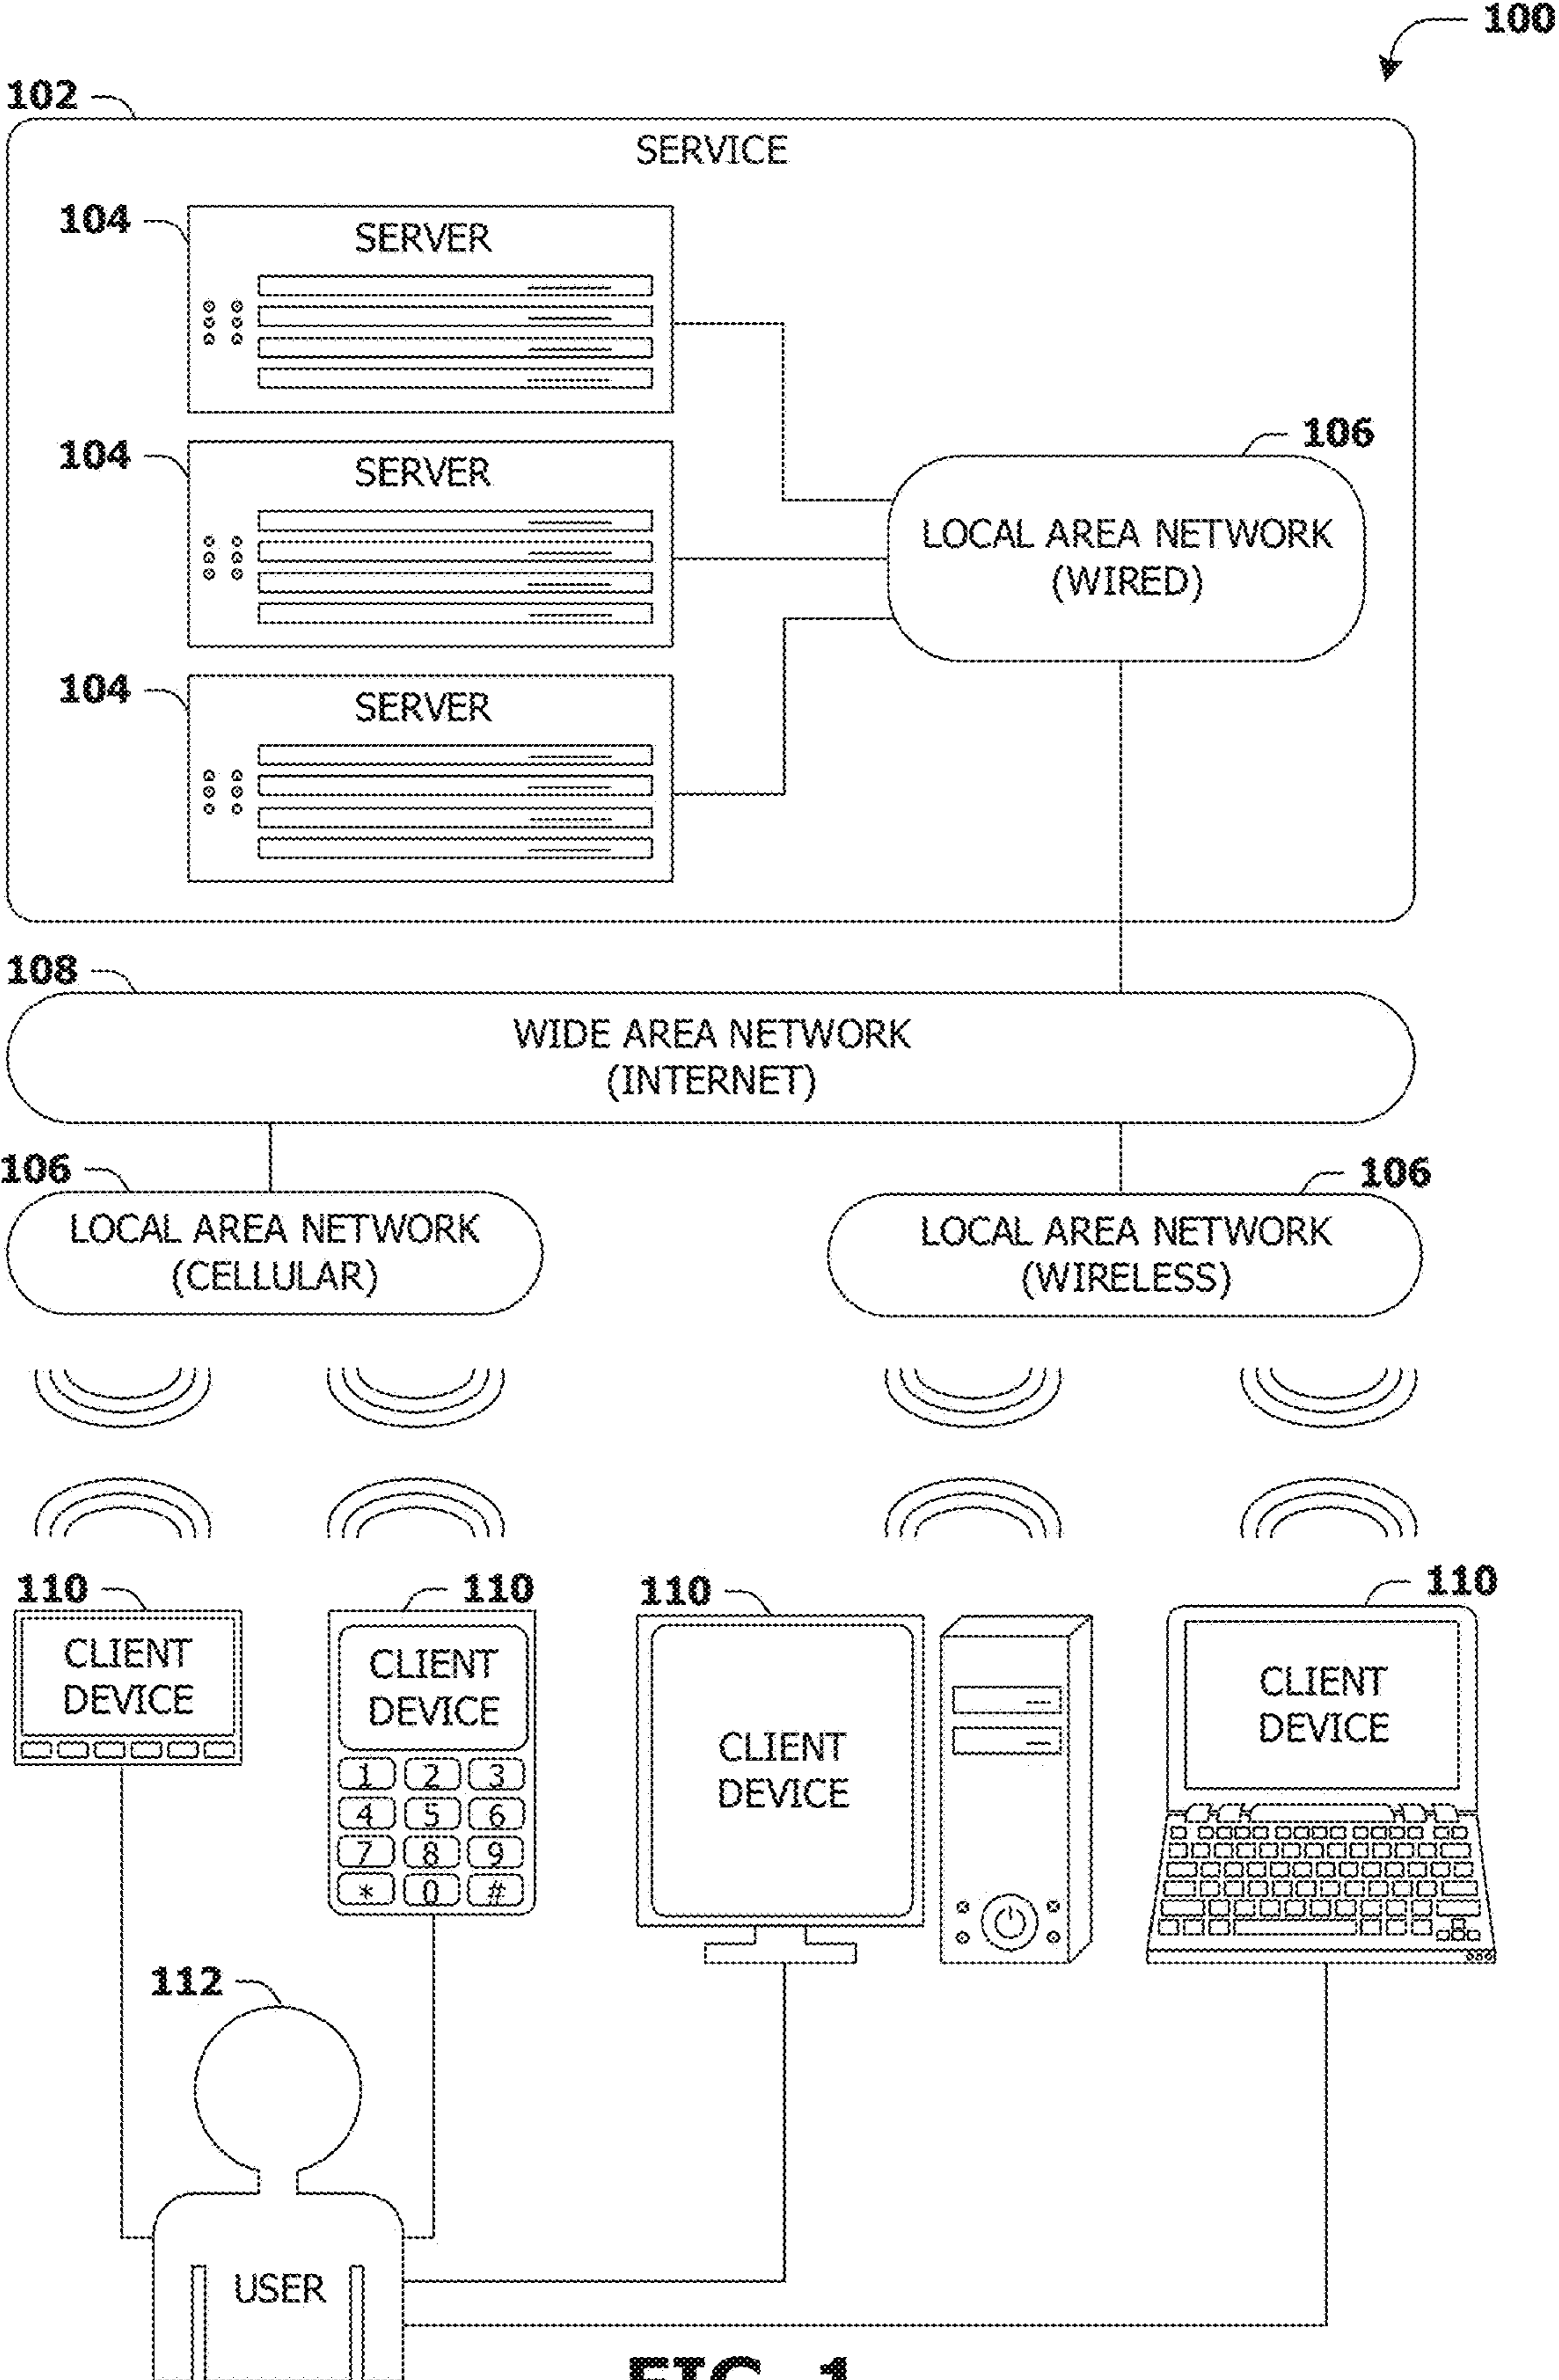 100
102
SERVICE
104
SERVER
104
SERVER
106
LOCAL AREA NETWORK
(WIRED)
104
SERVER
108
WIDE AREA NETWORK
(INTERNET)
106
LOCAL AREA NETWORK
(CELLULAR)
106
LOCAL AREA NETWORK
(WIRELESS)
110
CLIENT
DEVICE
110
CLIENT
DEVICE
1 2 3
4 5 6
7 8 9
* 0 #
110
CLIENT
DEVICE
110
CLIENT
DEVICE
112
USER
FIG. 1